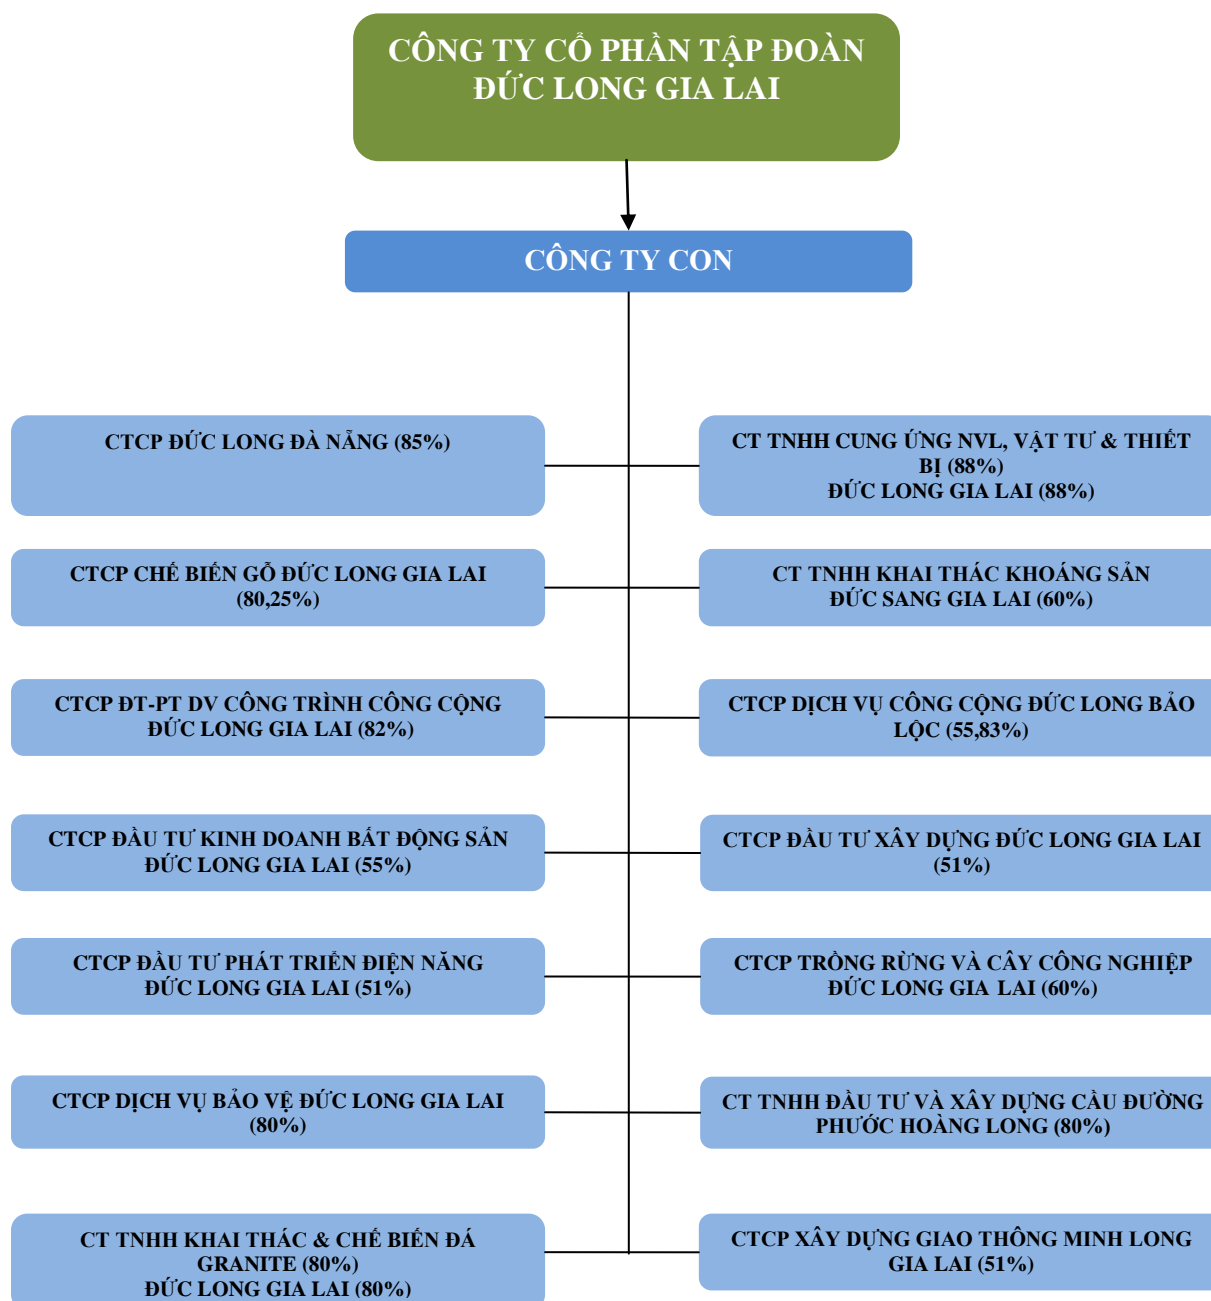 CÔNG TY CỔ PHẦN TẬP ĐOÀN
ĐỨC LONG GIA LAI
CÔNG TY CON
CTCP ĐỨC LONG ĐÀ NẴNG (85%)
CT TNHH CUNG ỨNG NVL, VẬT TƯ & THIẾT
BỊ (88%)
ĐỨC LONG GIA LAI (88%)
CTCP CHẾ BIẾN GỖ ĐỨC LONG GIA LAI
(80,25%)
CT TNHH KHAI THÁC KHOÁNG SẢN
ĐỨC SANG GIA LAI (60%)
CTCP ĐT-PT DV CÔNG TRÌNH CÔNG CỘNG
ĐỨC LONG GIA LAI (82%)
CTCP DỊCH VỤ CÔNG CỘNG ĐỨC LONG BẢO
LỘC (55,83%)
CTCP ĐẦU TƯ KINH DOANH BẤT ĐỘNG SẢN
ĐỨC LONG GIA LAI (55%)
CTCP ĐẦU TƯ XÂY DỰNG ĐỨC LONG GIA LAI
(51%)
CTCP ĐẦU TƯ PHÁT TRIỂN ĐIỆN NĂNG
ĐỨC LONG GIA LAI (51%)
CTCP TRỒNG RỪNG VÀ CÂY CÔNG NGHIỆP
ĐỨC LONG GIA LAI (60%)
CTCP DỊCH VỤ BẢO VỆ ĐỨC LONG GIA LAI
(80%)
CT TNHH ĐẦU TƯ VÀ XÂY DỰNG CẦU ĐƯỜNG
PHƯỚC HOÀNG LONG (80%)
CT TNHH KHAI THÁC & CHẾ BIẾN ĐÁ
GRANITE (80%)
ĐỨC LONG GIA LAI (80%)
CTCP XÂY DỰNG GIAO THÔNG MINH LONG
GIA LAI (51%)